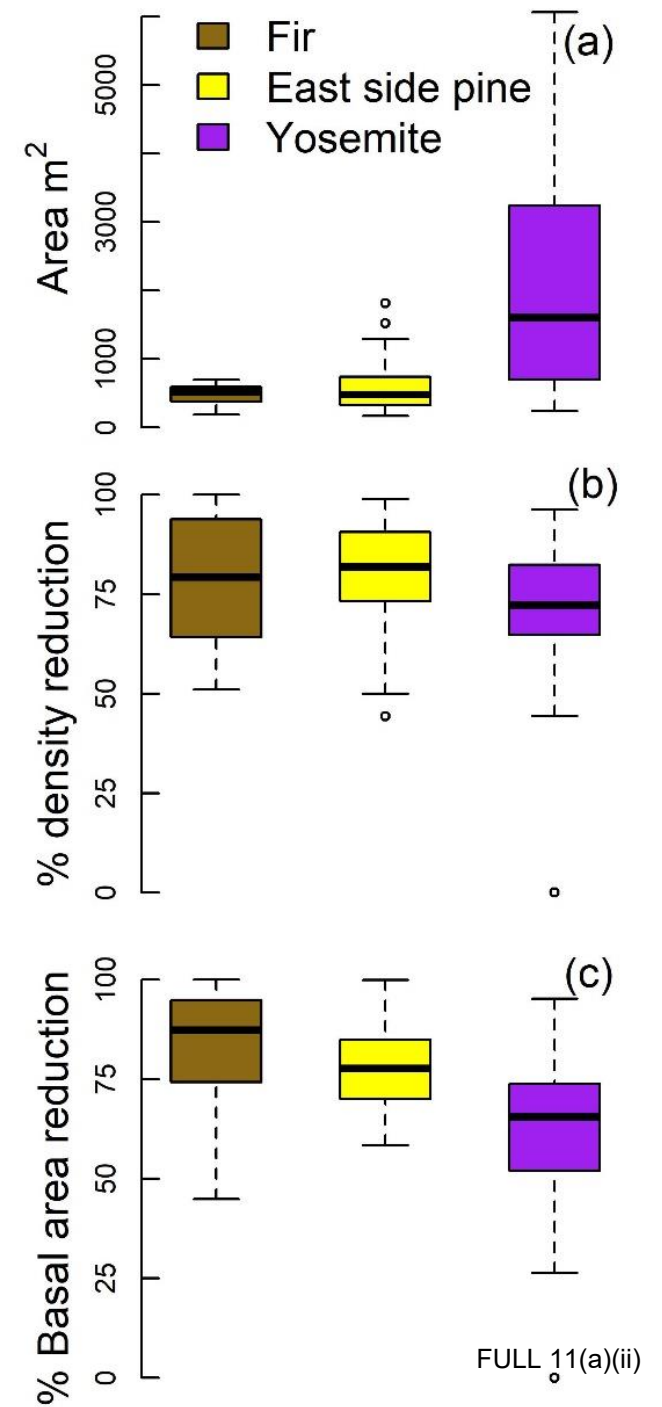 (a)
Fir
East side pine
Yosemite
Area m²
5000
3000
1000
0
(b)
% density reduction
100
75
50
25
0
(c)
% Basal area reduction
100
75
50
25
0
FULL 11(a)(ii)